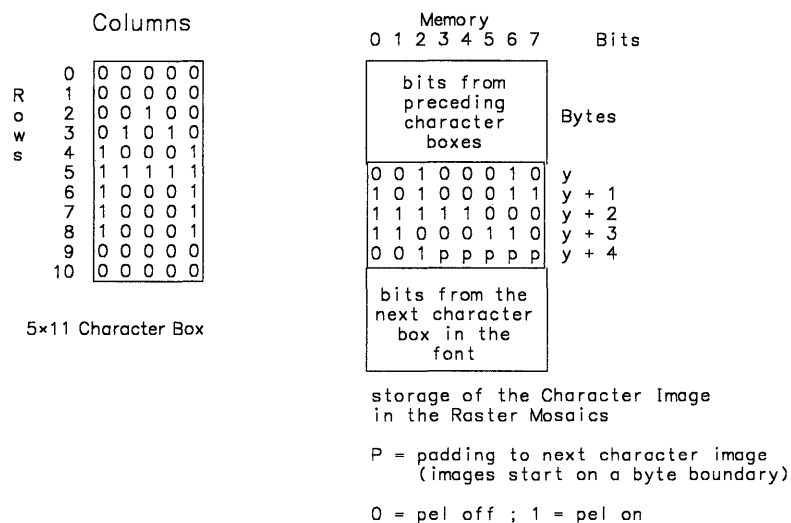 Columns
0 0 0 0 0 0
1 0 0 0 0 0
2 0 0 1 0 0
3 0 1 0 1 0
4 1 0 0 0 1
5 1 1 1 1 1
6 1 0 0 0 1
7 1 0 0 0 1
8 1 0 0 0 1
9 0 0 0 0 0
10 0 0 0 0 0
Rows
5×11 Character Box
Memory
0 1 2 3 4 5 6 7 Bits
bits from
preceding
character
boxes
Bytes
0 0 1 0 0 0 1 0 y
1 0 1 0 0 0 1 1 y + 1
1 1 1 1 1 0 0 0 y + 2
1 1 0 0 0 1 1 0 y + 3
0 0 1 p p p p p y + 4
bits from the
next character
box in the
font
storage of the Character Image
in the Raster Mosaics
P = padding to next character image
(images start on a byte boundary)
0 = pel off ; 1 = pel on